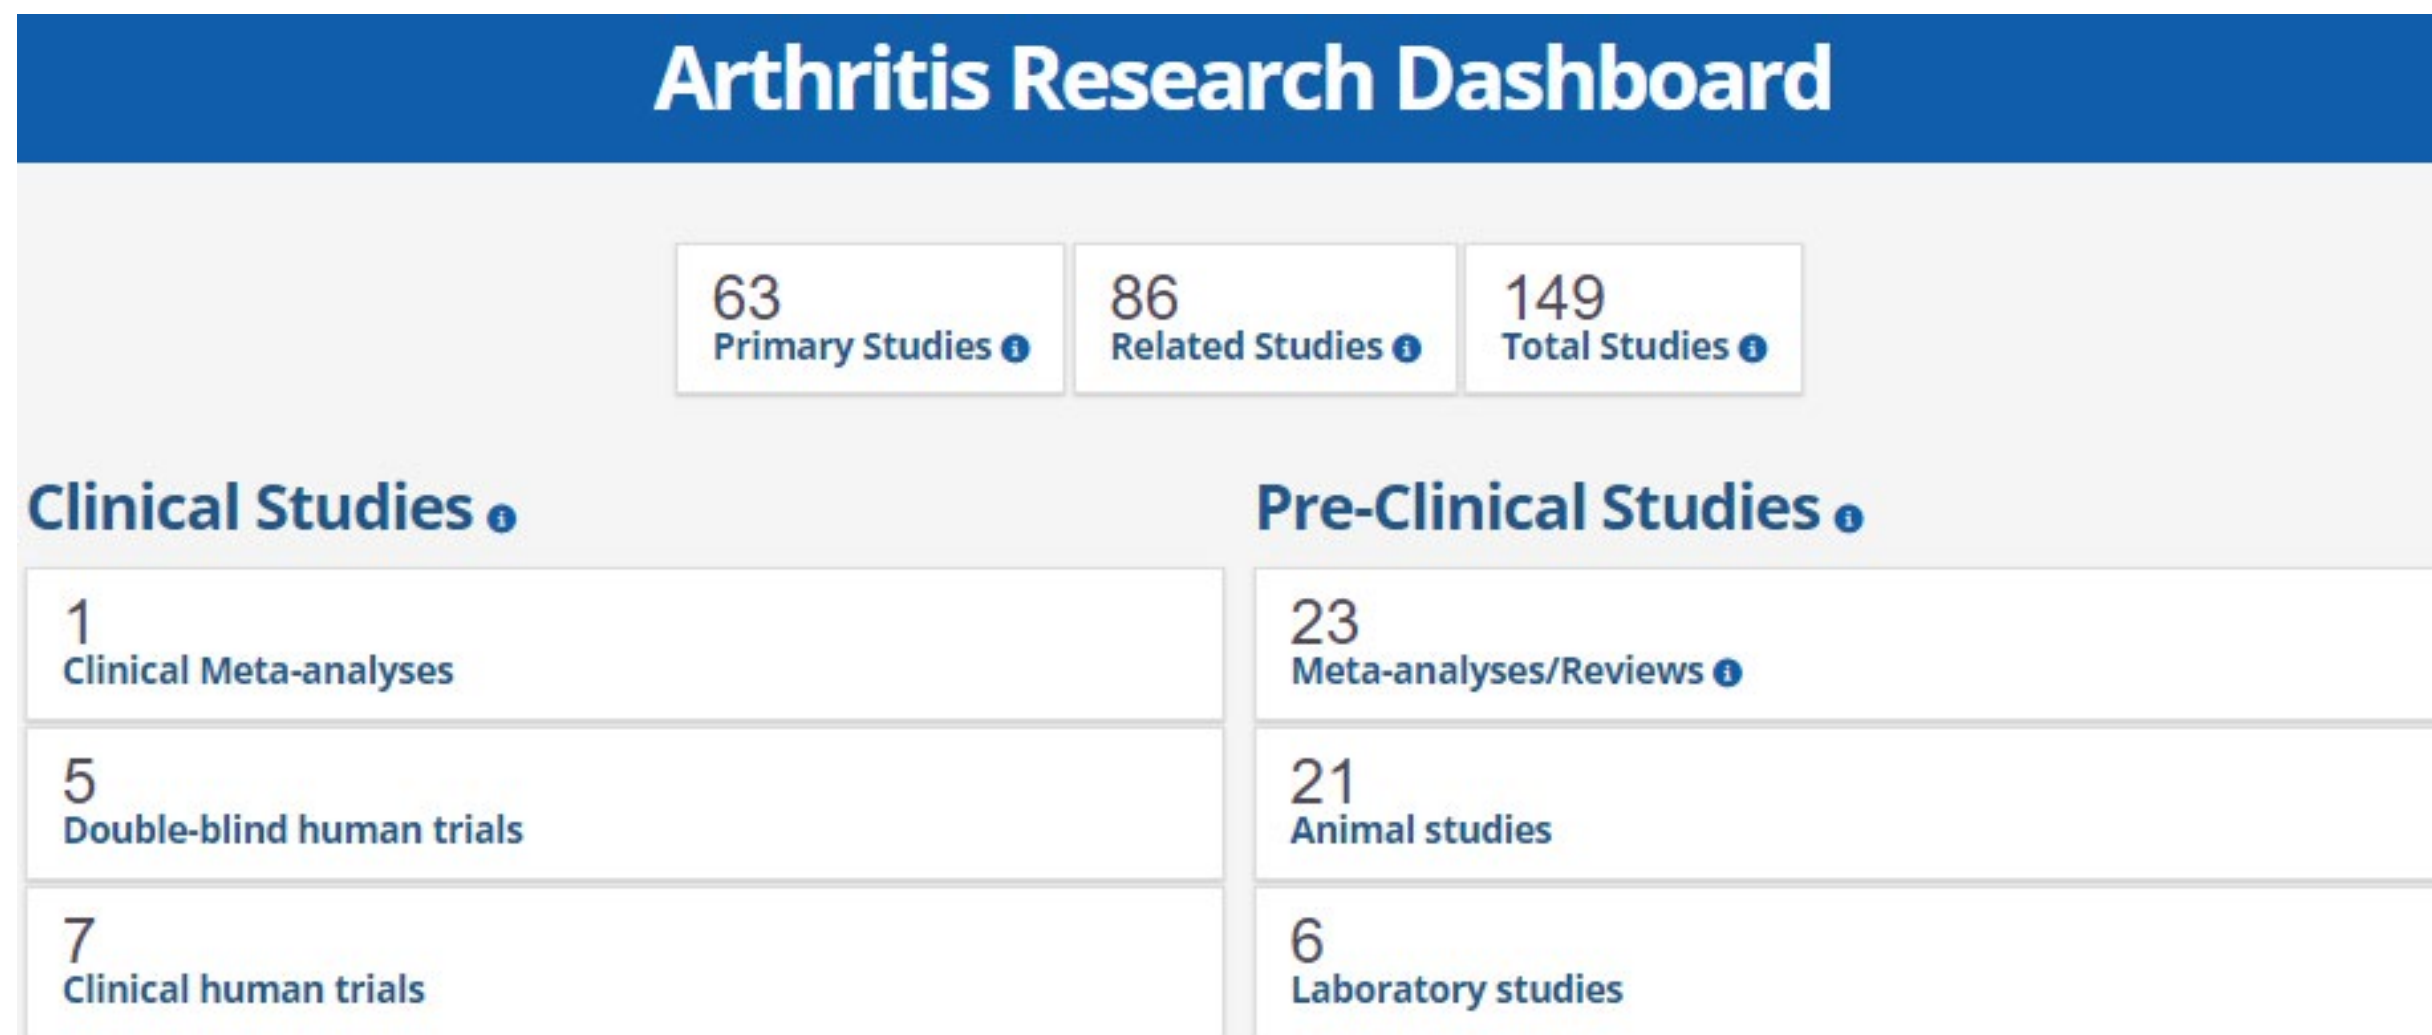 Arthritis Research Dashboard
63
Primary Studies
86
Related Studies
149
Total Studies
Clinical Studies
1
Clinical Meta-analyses
5
Double-blind human trials
7
Clinical human trials
Pre-Clinical Studies
23
Meta-analyses/Reviews
21
Animal studies
6
Laboratory studies